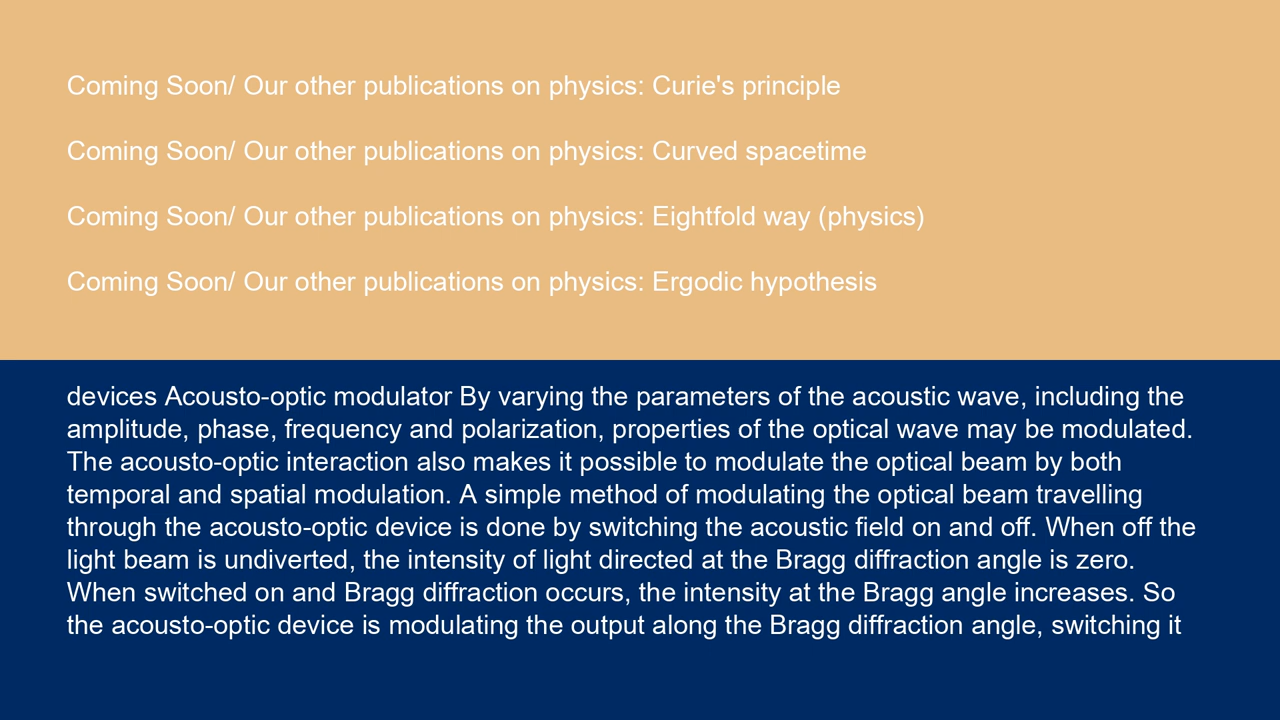 Coming Soon/ Our other publications on physics: Curie's principle
Coming Soon/ Our other publications on physics: Curved spacetime
Coming Soon/ Our other publications on physics: Eightfold way (physics)
Coming Soon/ Our other publications on physics: Ergodic hypothesis
devices Acousto-optic modulator By varying the parameters of the acoustic wave, including the
amplitude, phase, frequency and polarization, properties of the optical wave may be modulated.
The acousto-optic interaction also makes it possible to modulate the optical beam by both
temporal and spatial modulation. A simple method of modulating the optical beam travelling
through the acousto-optic device is done by switching the acoustic field on and off. When off the
light beam is undiverted, the intensity of light directed at the Bragg diffraction angle is zero.
When switched on and Bragg diffraction occurs, the intensity at the Bragg angle increases. So
the acousto-optic device is modulating the output along the Bragg diffraction angle, switching it